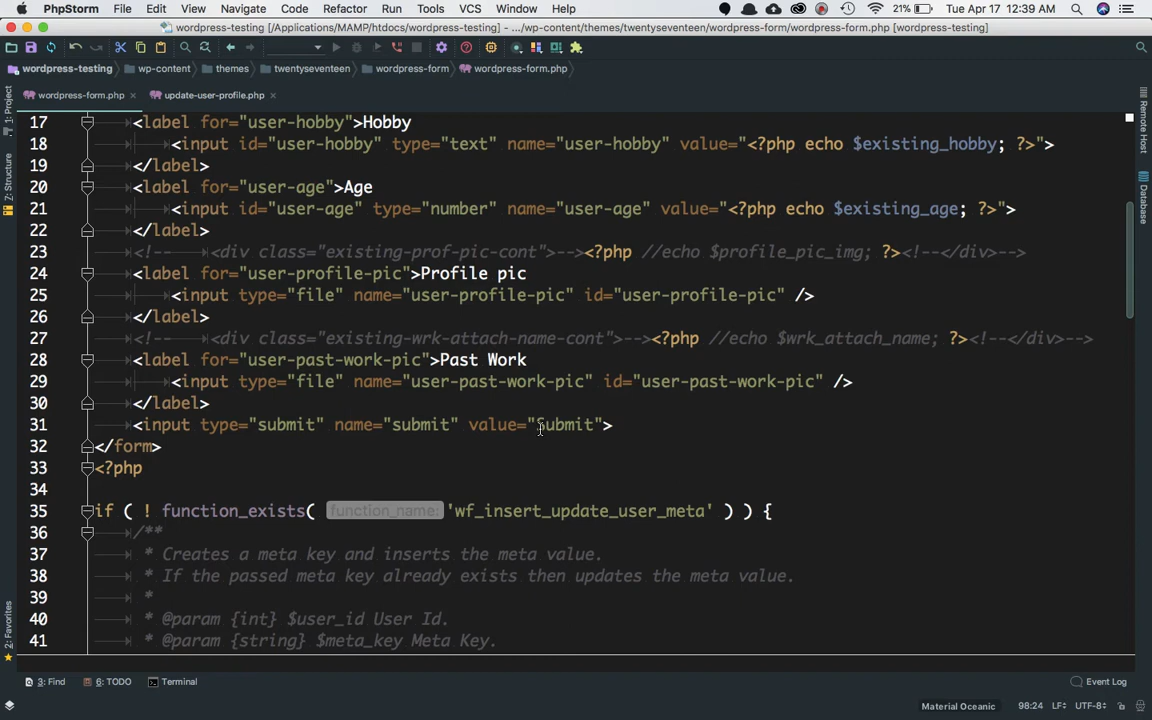 PhpStorm File Edit View Navigate Code Refactor Run Tools VCS Window Help 21% Tue Apr 17 12:39 AM
wordpress-testing [/Applications/MAMP/htdocs/wordpress-testing] - .../wp-content/themes/twentyseventeen/wordpress-form/wordpress-form.php [wordpress-testing]
wordpress-testing wp-content themes twentyseventeen wordpress-form wordpress-form.php
wordpress-form.php update-user-profile.php
1: Project
Z: Structure
2: Favorites
17 <label for="user-hobby">Hobby
18 <input id="user-hobby" type="text" name="user-hobby" value="<?php echo $existing_hobby; ?>">
19 </label>
20 <label for="user-age">Age
21 <input id="user-age" type="number" name="user-age" value="<?php echo $existing_age; ?>">
22 </label>
23 <!-- <div class="existing-prof-pic-cont">--><?php //echo $profile_pic_img; ?><!--</div>-->
24 <label for="user-profile-pic">Profile pic
25 <input type="file" name="user-profile-pic" id="user-profile-pic" />
26 </label>
27 <!-- <div class="existing-wrk-attach-name-cont">--><?php //echo $wrk_attach_name; ?><!--</div>-->
28 <label for="user-past-work-pic">Past Work
29 <input type="file" name="user-past-work-pic" id="user-past-work-pic" />
30 </label>
31 <input type="submit" name="submit" value="Submit">
32 </form>
33 <?php
34
35 if ( ! function_exists( function_name: 'wf_insert_update_user_meta' ) ) {
36 /**
37 * Creates a meta key and inserts the meta value.
38 * If the passed meta key already exists then updates the meta value.
39 *
40 * @param {int} $user_id User Id.
41 * @param {string} $meta_key Meta Key.
Remote Host
Database
3: Find 6: TODO Terminal Event Log
Material Oceanic 98:24 LF UTF-8